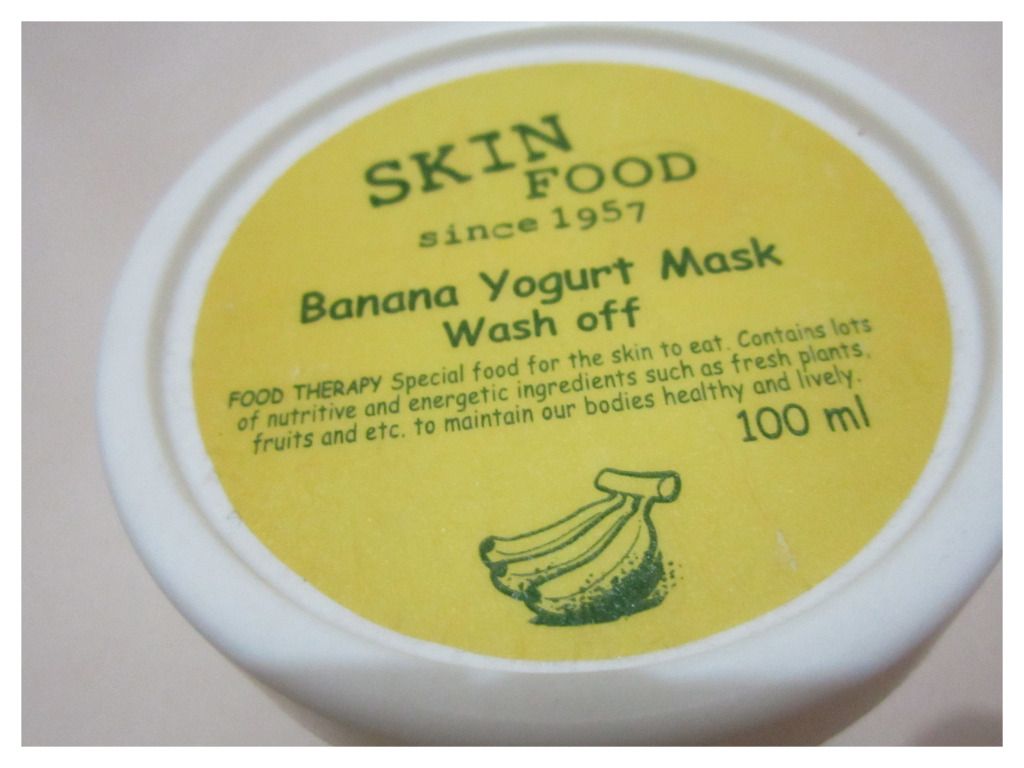 SKIN
FOOD
since 1957
Banana Yogurt Mask
Wash off
FOOD THERAPY Special food for the skin to eat. Contains lots
of nutritive and energetic ingredients such as fresh plants,
fruits and etc. to maintain our bodies healthy and lively.
100 ml